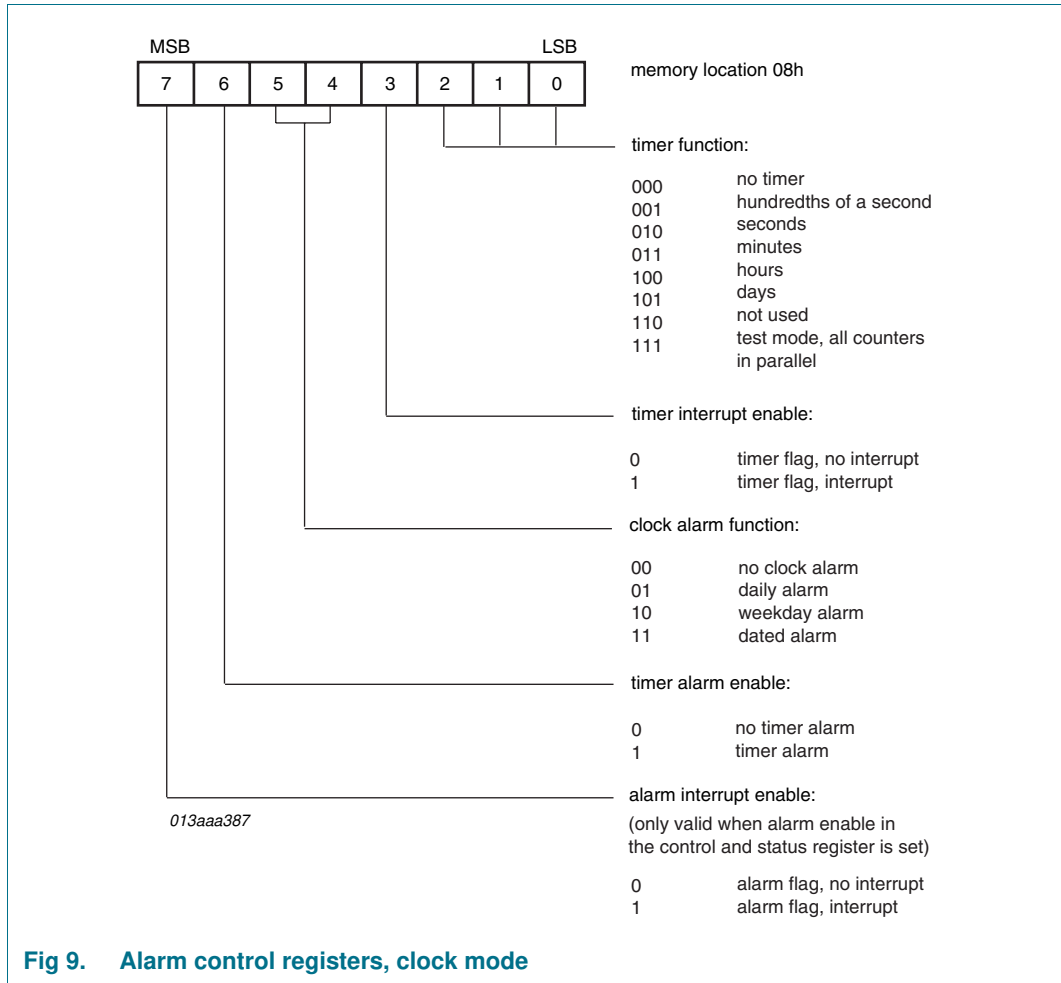 MSB LSB
7 6 5 4 3 2 1 0
memory location 08h
timer function:
000 no timer
001 hundredths of a second
010 seconds
011 minutes
100 hours
101 days
110 not used
111 test mode, all counters
in parallel
timer interrupt enable:
0 timer flag, no interrupt
1 timer flag, interrupt
clock alarm function:
00 no clock alarm
01 daily alarm
10 weekday alarm
11 dated alarm
timer alarm enable:
0 no timer alarm
1 timer alarm
alarm interrupt enable:
(only valid when alarm enable in
the control and status register is set)
0 alarm flag, no interrupt
1 alarm flag, interrupt
013aaa387
Fig 9. Alarm control registers, clock mode